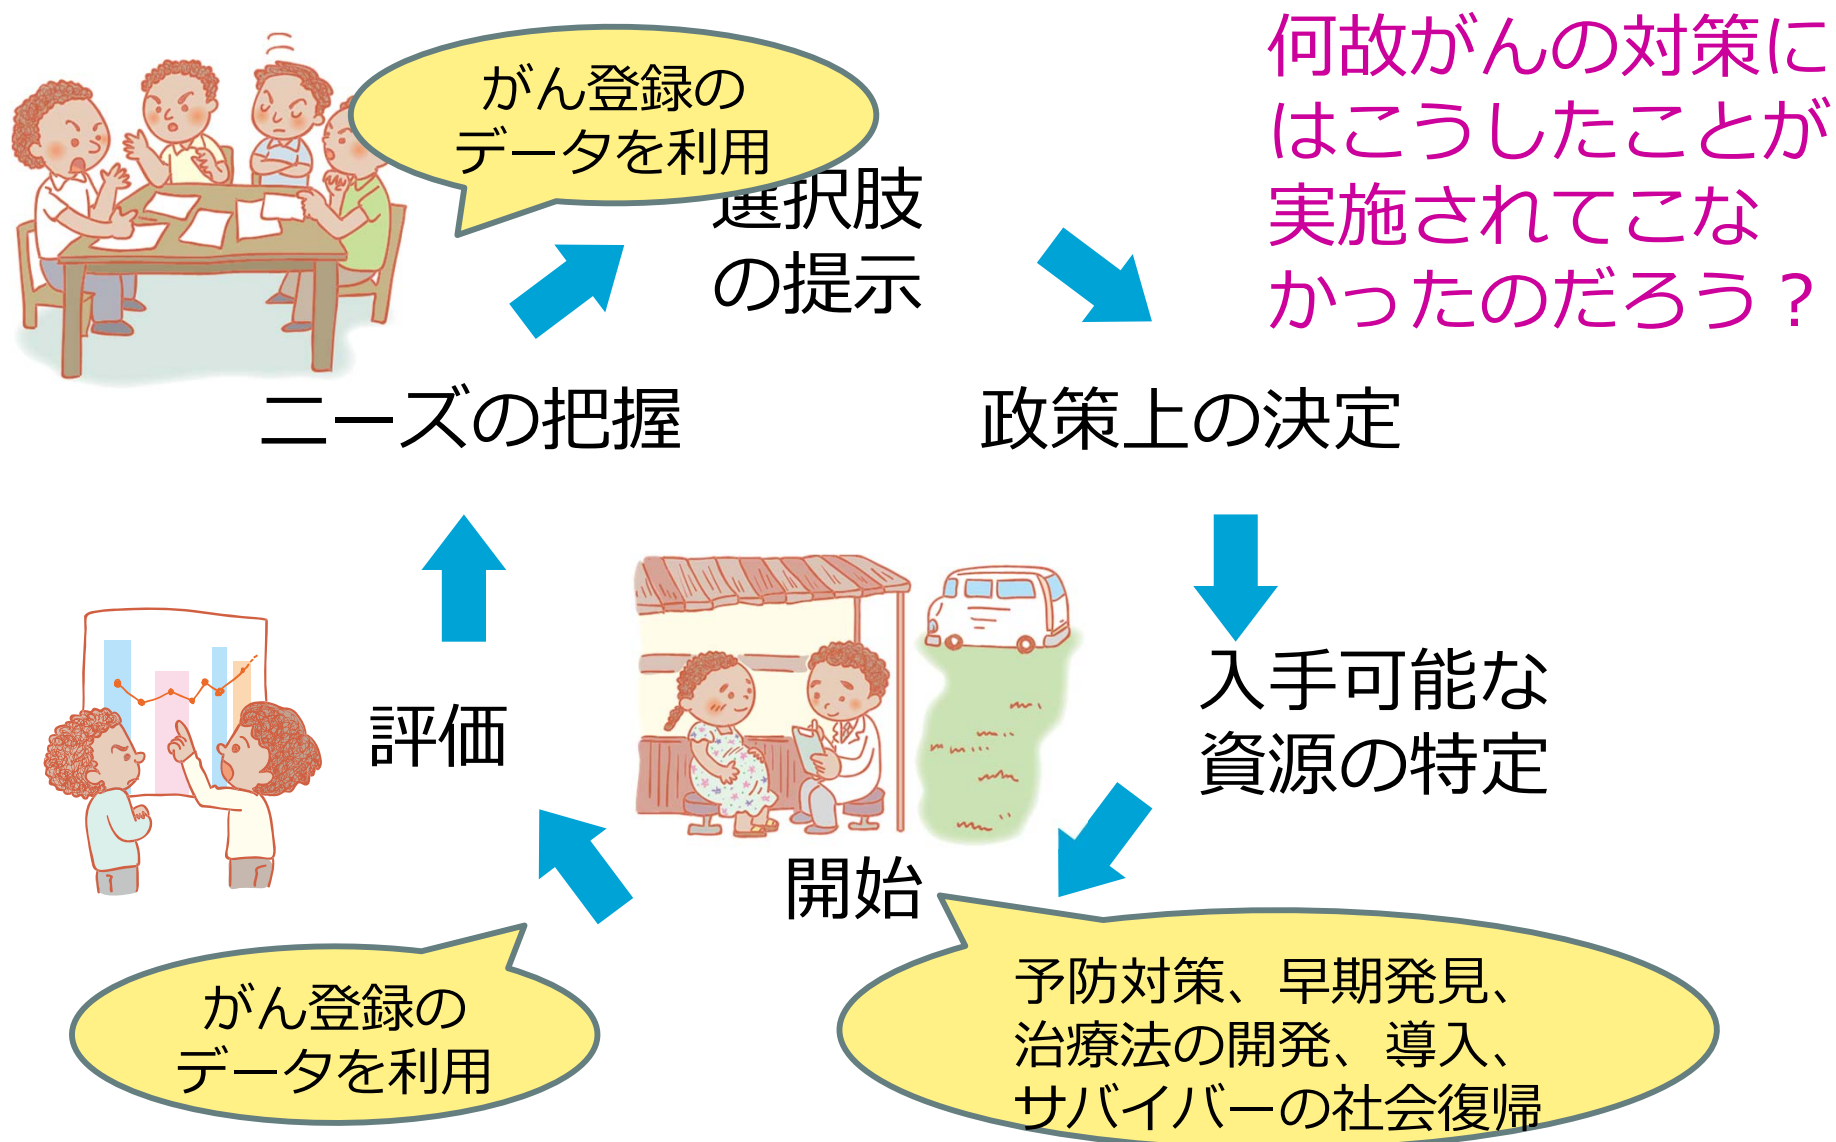 がん登録の
データを利用
何故がんの対策に
はこうしたことが
実施されてこな
かったのだろう？
選択肢
の提示
ニーズの把握
政策上の決定
入手可能な
資源の特定
評価
開始
がん登録の
データを利用
予防対策、早期発見、
治療法の開発、導入、
サバイバーの社会復帰